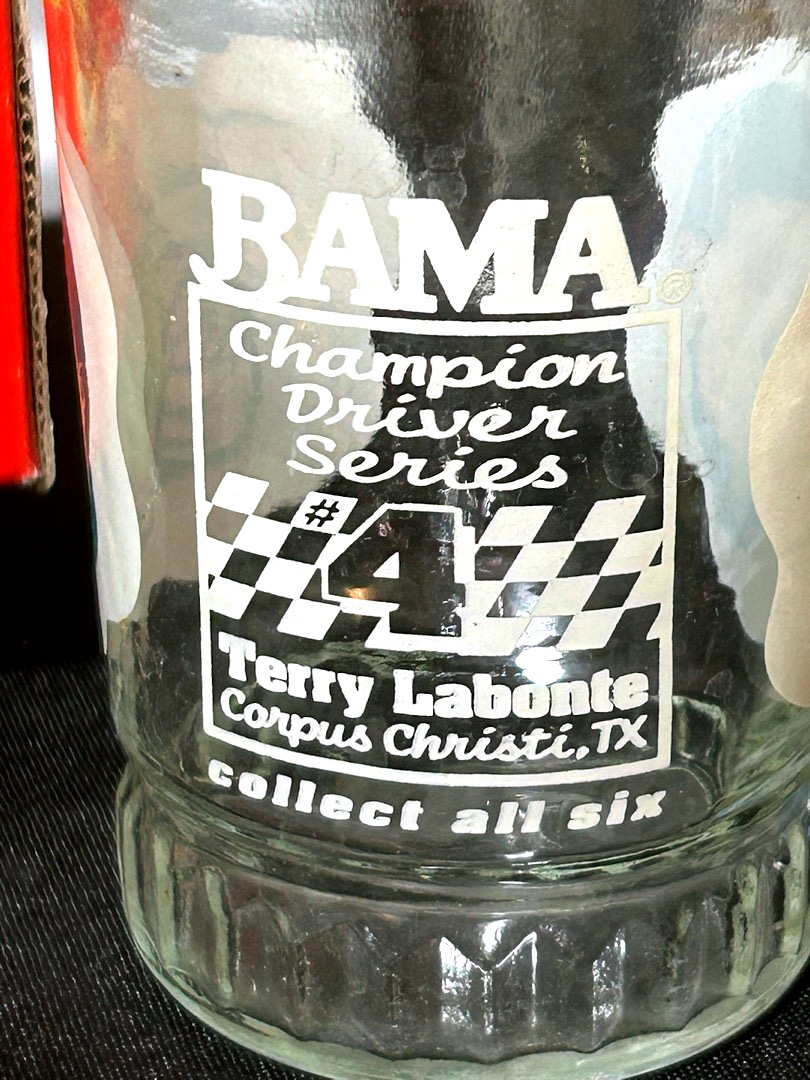 BAMA®
Champion
Driver
Series
#4
Terry Labonte
Corpus Christi, TX
collect all six